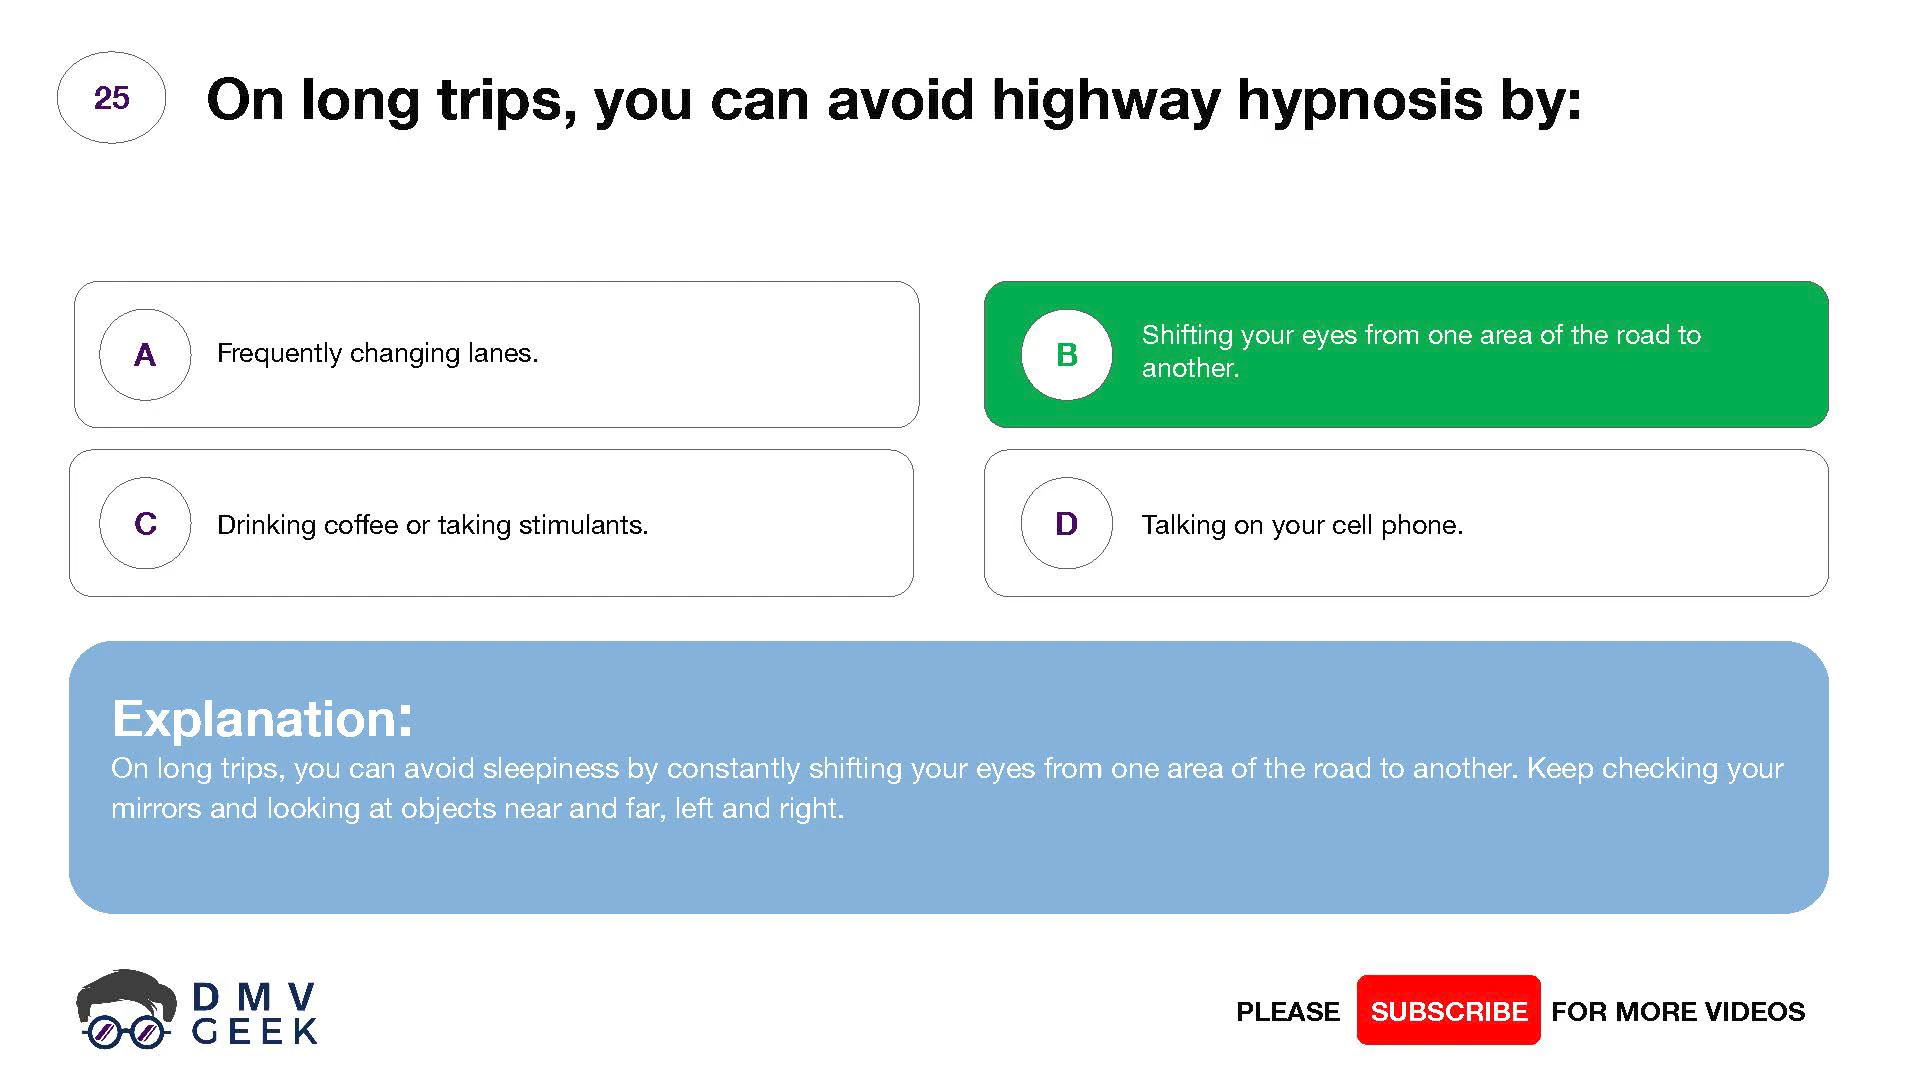 25
On long trips, you can avoid highway hypnosis by:
A
Frequently changing lanes.
B
Shifting your eyes from one area of the road to
another.
C
Drinking coffee or taking stimulants.
D
Talking on your cell phone.
Explanation:
On long trips, you can avoid sleepiness by constantly shifting your eyes from one area of the road to another. Keep checking your
mirrors and looking at objects near and far, left and right.
DMV
GEEK
PLEASE SUBSCRIBE FOR MORE VIDEOS